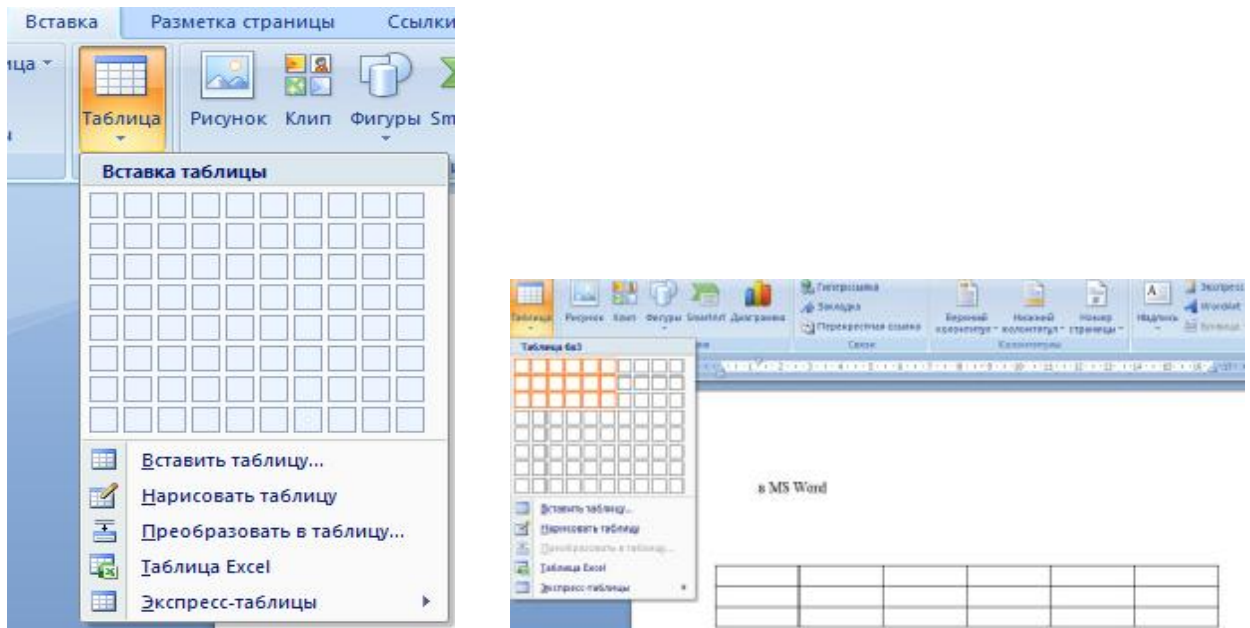 Вставка Разметка страницы Ссылки
Таблица Рисунок Клип Фигуры Sm
Вставка таблицы
Вставить таблицу...
Нарисовать таблицу
Преобразовать в таблицу...
Таблица Excel
Экспресс-таблицы
Гиперссылка
Закладка
Перекрестная ссылка
Таблица Рисунок Клип Фигуры SmartArt Диаграмма
Верхний колонтитул Нижний колонтитул Номер страницы Надпись
WordArt
Связи Колонтитулы
Таблица 6x3
в MS Word
Вставить таблицу...
Нарисовать таблицу
Преобразовать в таблицу...
Таблица Excel
Экспресс-таблицы